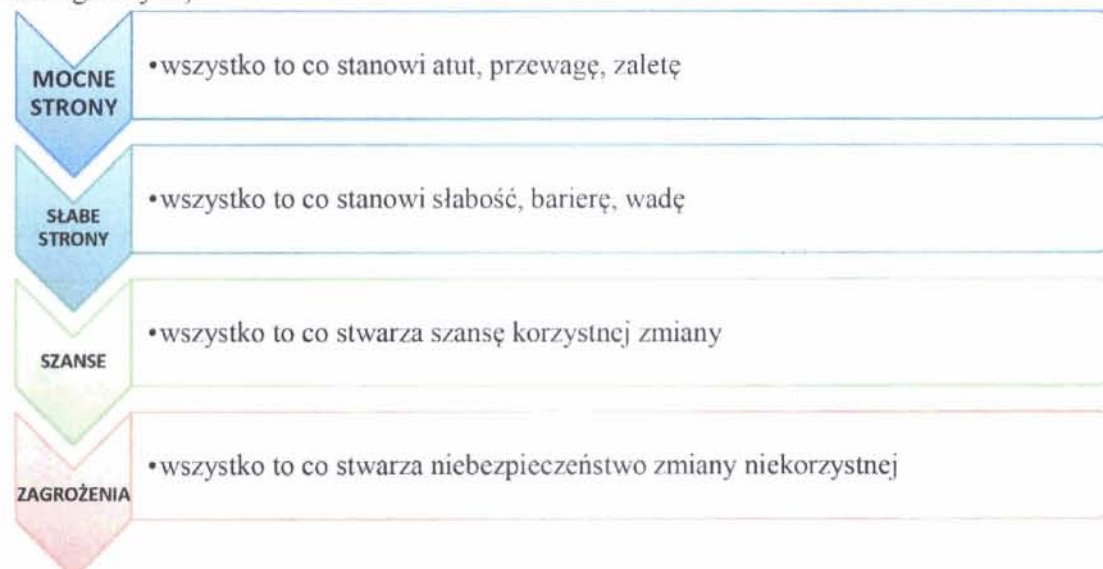 MOCNE
STRONY
•wszystko to co stanowi atut, przewagę, zaletę
SŁABE
STRONY
•wszystko to co stanowi słabość, barierę, wadę
SZANSE
•wszystko to co stwarza szansę korzystnej zmiany
ZAGROŻENIA
•wszystko to co stwarza niebezpieczeństwo zmiany niekorzystnej